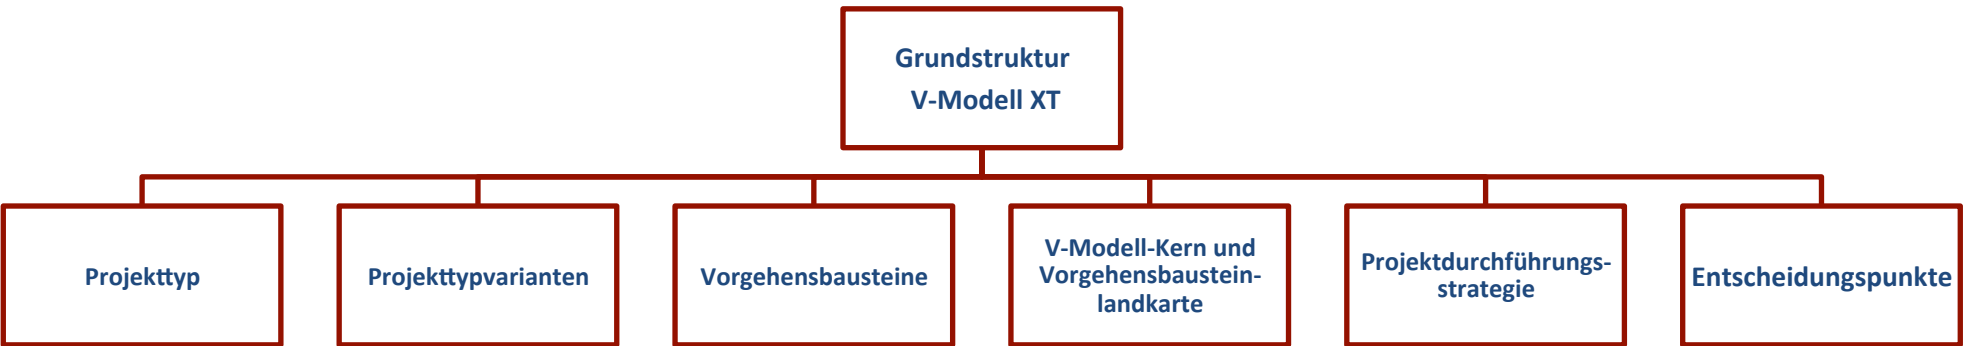 Grundstruktur
V-Modell XT
Projekttyp
Projekttypvarianten
Vorgehensbausteine
V-Modell-Kern und
Vorgehensbaustein-
landkarte
Projektdurchführungs-
strategie
Entscheidungspunkte